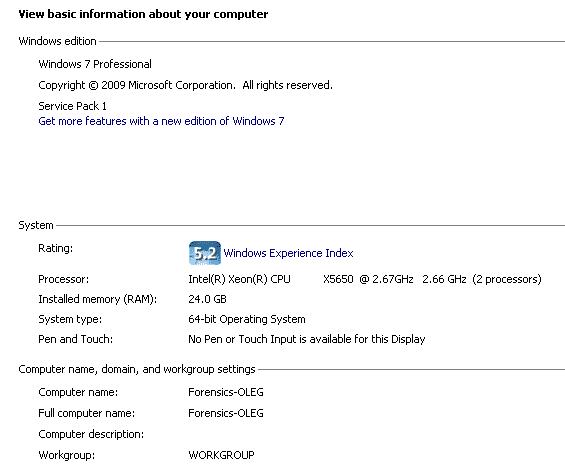 View basic information about your computer
Windows edition
Windows 7 Professional
Copyright © 2009 Microsoft Corporation.  All rights reserved.
Service Pack 1
Get more features with a new edition of Windows 7
System
Rating: 5.2 Windows Experience Index
Processor: Intel(R) Xeon(R) CPU X5650 @ 2.67GHz 2.66 GHz (2 processors)
Installed memory (RAM): 24.0 GB
System type: 64-bit Operating System
Pen and Touch: No Pen or Touch Input is available for this Display
Computer name, domain, and workgroup settings
Computer name: Forensics-OLEG
Full computer name: Forensics-OLEG
Computer description:
Workgroup: WORKGROUP